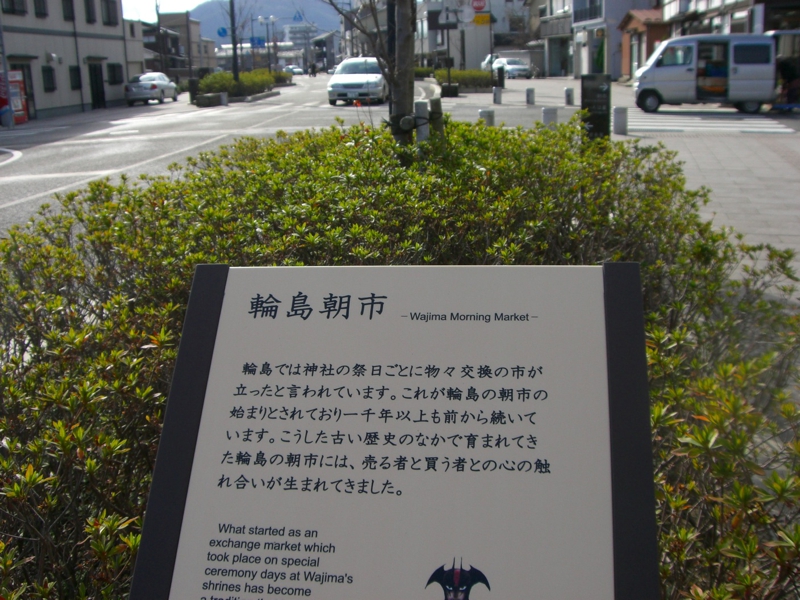 輪島朝市 －Wajima Morning Market－
輪島では神社の祭日ごとに物々交換の市が
立ったと言われています。これが輪島の朝市の
始まりとされており一千年以上も前から続いて
います。こうした古い歴史のなかで育まれてき
た輪島の朝市には、売る者と買う者との心の触
れ合いが生まれてきました。
What started as an
exchange market which
took place on special
ceremony days at Wajima's
shrines has become